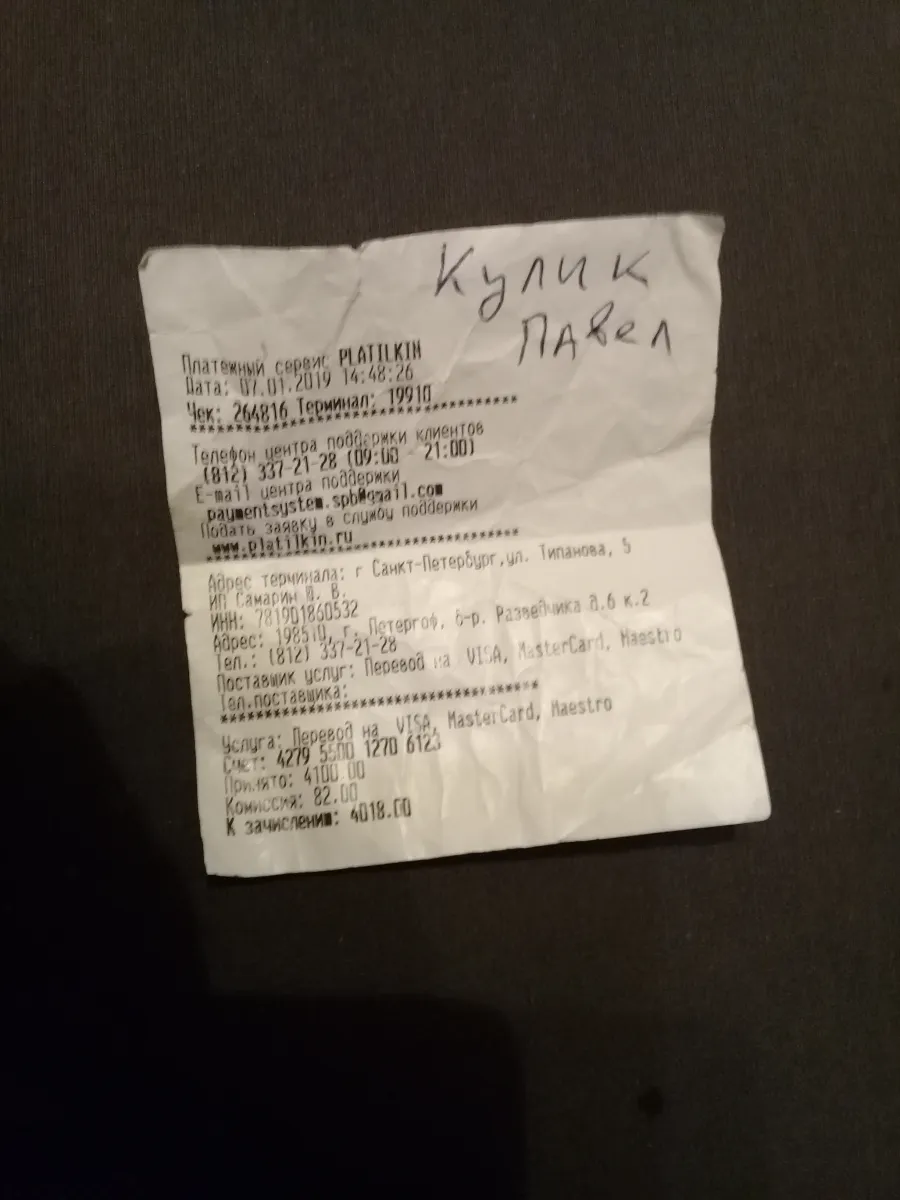 Кулик
Павел
Платежный сервис PLATILKIN
Дата: 07.01.2019 14:48:26
Чек: 264816 Терминал: 19910
************************************
Телефон центра поддержки клиентов
(812) 337-21-28 (09:00 - 21:00)
E-mail центра поддержки
paymentsystem.spb@gmail.com
Подать заявку в службу поддержки
www.platilkin.ru
************************************
Адрес терминала: г Санкт-Петербург,ул. Типанова, 5
ИП Самарин Ю. В.
ИНН: 781901860532
Адрес: 198510, г. Петергоф, б-р. Разведчика д.6 к.2
Тел.: (812) 337-21-28
Поставщик услуг: Перевод на VISA, MasterCard, Maestro
Тел.поставщика:
************************************
Услуга: Перевод на VISA, MasterCard, Maestro
Счет: 4279 5500 1270 6123
Принято: 4100.00
Комиссия: 82.00
К зачислению: 4018.00